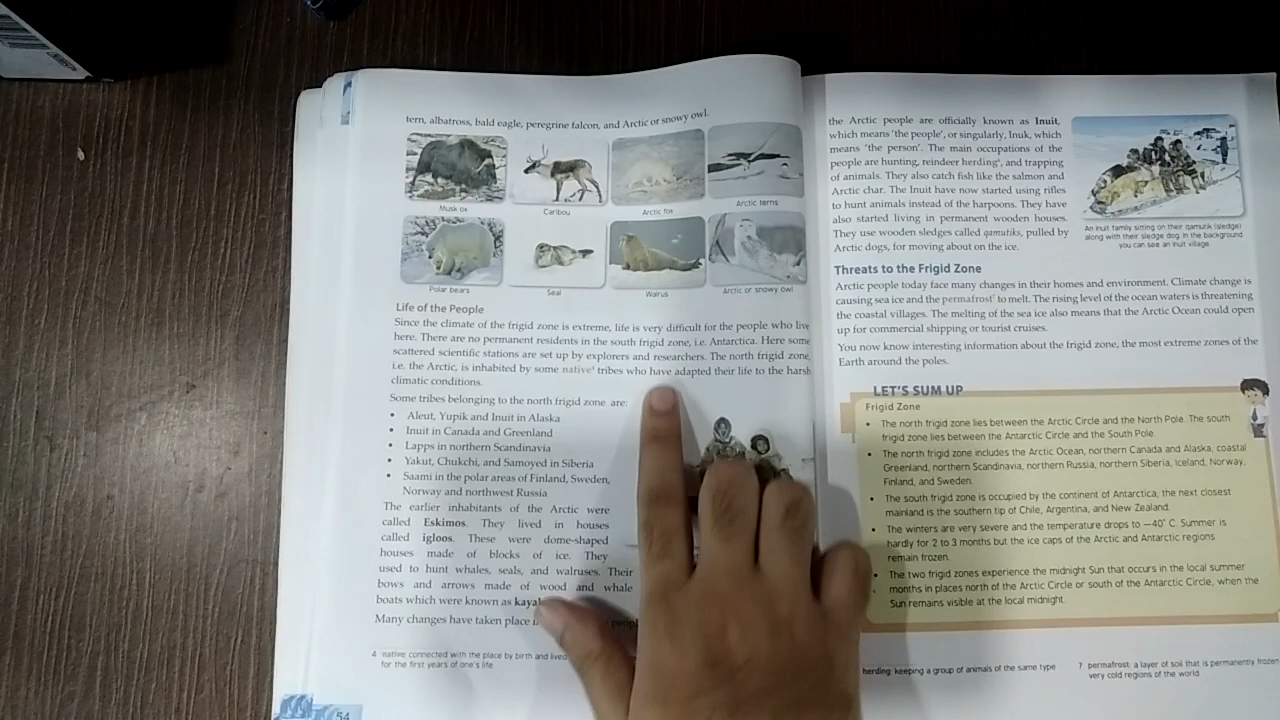 tern, albatross, bald eagle, peregrine falcon, and Arctic or snowy owl.
Musk ox
Caribou
Arctic fox
Arctic terns
Polar bears
Seal
Walrus
Arctic or snowy owl
Life of the People
Since the climate of the frigid zone is extreme, life is very difficult for the people who live
here. There are no permanent residents in the south frigid zone, i.e. Antarctica. Here some
scattered scientific stations are set up by explorers and researchers. The north frigid zone,
i.e. the Arctic, is inhabited by some native⁴ tribes who have adapted their life to the harsh
climatic conditions.
Some tribes belonging to the north frigid zone are:
• Aleut, Yupik and Inuit in Alaska
• Inuit in Canada and Greenland
• Lapps in northern Scandinavia
• Yakut, Chukchi, and Samoyed in Siberia
• Saami in the polar areas of Finland, Sweden,
Norway and northwest Russia
The earlier inhabitants of the Arctic were
called Eskimos. They lived in houses
called igloos. These were dome-shaped
houses made of blocks of ice. They
used to hunt whales, seals, and walruses. Their
bows and arrows made of wood and whale
boats which were known as
Many changes have taken place
4 native: connected with the place by birth and lived
for the first years of one's life
54
the Arctic people are officially known as Inuit,
which means 'the people', or singularly, Inuk, which
means 'the person'. The main occupations of the
people are hunting, reindeer herding⁶, and trapping
of animals. They also catch fish like the salmon and
Arctic char. The Inuit have now started using rifles
to hunt animals instead of the harpoons. They have
also started living in permanent wooden houses.
They use wooden sledges called qamutiks, pulled by
Arctic dogs, for moving about on the ice.
An Inuit family sitting on their qamutik (sledge)
along with their sledge dog. In the background
you can see an Inuit village
Threats to the Frigid Zone
Arctic people today face many changes in their homes and environment. Climate change is
causing sea ice and the permafrost⁷ to melt. The rising level of the ocean waters is threatening
the coastal villages. The melting of the sea ice also means that the Arctic Ocean could open
up for commercial shipping or tourist cruises.
You now know interesting information about the frigid zone, the most extreme zones of the
Earth around the poles.
LET'S SUM UP
Frigid Zone
• The north frigid zone lies between the Arctic Circle and the North Pole. The south
frigid zone lies between the Antarctic Circle and the South Pole.
• The north frigid zone includes the Arctic Ocean, northern Canada and Alaska, coastal
Greenland, northern Scandinavia, northern Russia, northern Siberia, Iceland, Norway,
Finland, and Sweden.
• The south frigid zone is occupied by the continent of Antarctica; the next closest
mainland is the southern tip of Chile, Argentina, and New Zealand.
• The winters are very severe and the temperature drops to —40° C. Summer is
hardly for 2 to 3 months but the ice caps of the Arctic and Antarctic regions
remain frozen.
• The two frigid zones experience the midnight Sun that occurs in the local summer
months in places north of the Arctic Circle or south of the Antarctic Circle, when the
Sun remains visible at the local midnight.
herding: keeping a group of animals of the same type
7 permafrost: a layer of soil that is permanently frozen
very cold regions of the world